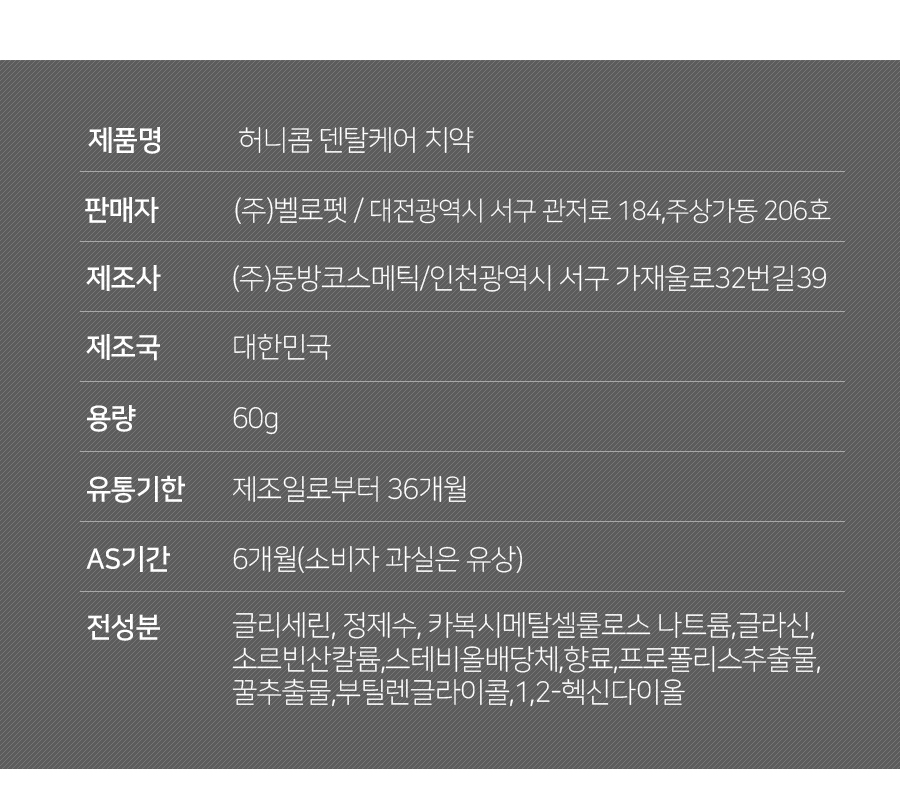 제품명 허니콤 덴탈케어 치약
판매자 (주)벨로펫 / 대전광역시 서구 관저로 184,주상가동 206호
제조사 (주)동방코스메틱/인천광역시 서구 가재울로32번길39
제조국 대한민국
용량 60g
유통기한 제조일로부터 36개월
AS기간 6개월(소비자 과실은 유상)
전성분 글리세린, 정제수, 카복시메탈셀룰로스 나트륨,글라신,
소르빈산칼륨,스테비올배당체,향료,프로폴리스추출물,
꿀추출물,부틸렌글라이콜,1,2-헥신다이올